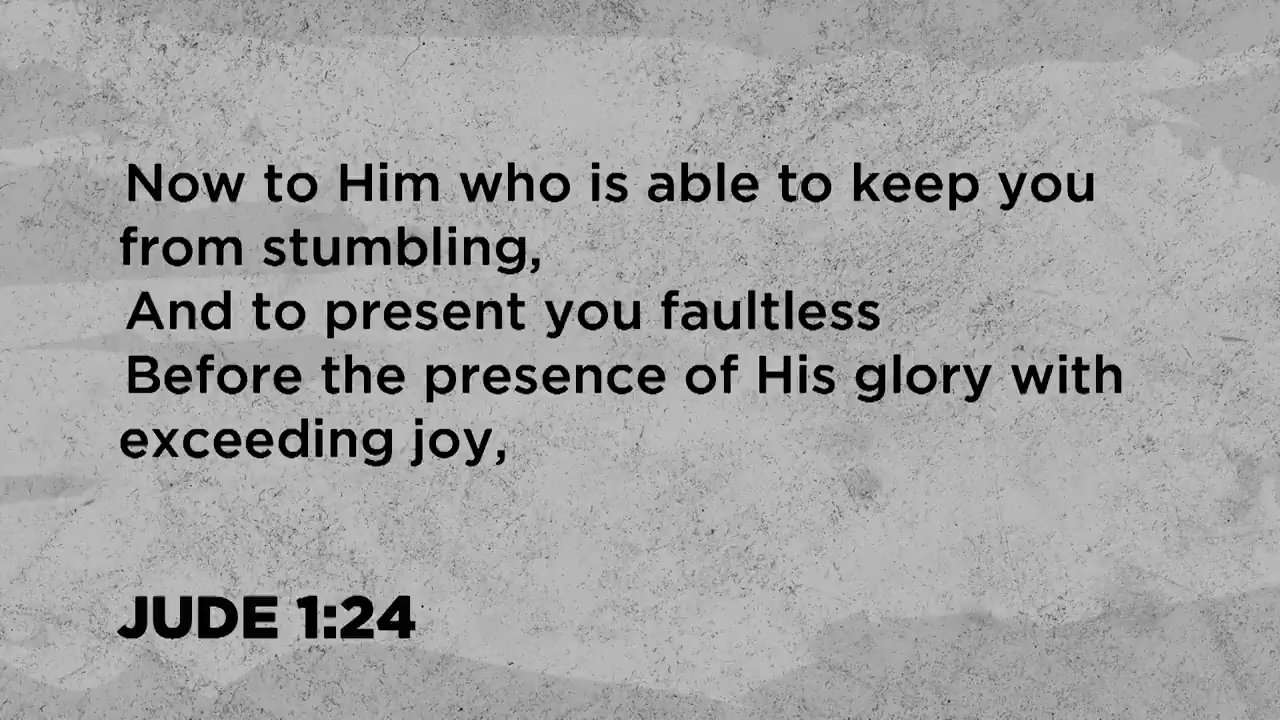 Now to Him who is able to keep you
from stumbling,
And to present you faultless
Before the presence of His glory with
exceeding joy,
JUDE 1:24